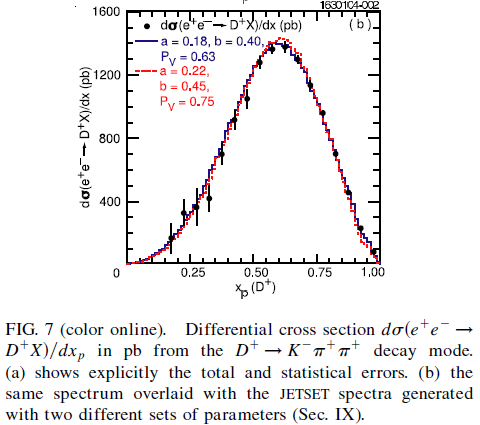 1630104-002
1600
dσ(e⁺e⁻→ D⁺X)/dx (pb)
(b)
a = 0.18, b = 0.40,
P_V = 0.63
a = 0.22,
b = 0.45,
P_V = 0.75
1200
800
400
0
dσ(e⁺e⁻→ D⁺X)/dx (pb)
0.25 0.50 0.75 1.00
x_p (D⁺)
FIG. 7 (color online). Differential cross section dσ(e⁺e⁻ →
D⁺X)/dx_p in pb from the D⁺ → K⁻π⁺π⁺ decay mode.
(a) shows explicitly the total and statistical errors. (b) the
same spectrum overlaid with the JETSET spectra generated
with two different sets of parameters (Sec. IX).